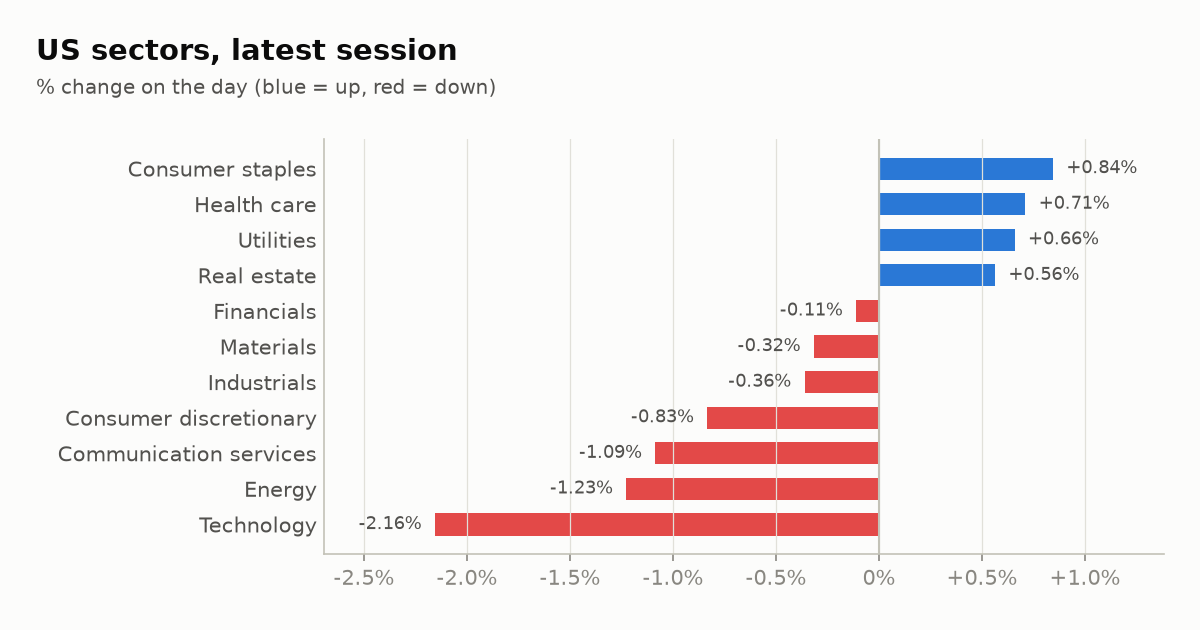 US sectors, latest session
% change on the day (blue = up, red = down)
Consumer staples +0.84%
Health care +0.71%
Utilities +0.66%
Real estate +0.56%
Financials -0.11%
Materials -0.32%
Industrials -0.36%
Consumer discretionary -0.83%
Communication services -1.09%
Energy -1.23%
Technology -2.16%
-2.5% -2.0% -1.5% -1.0% -0.5% 0% +0.5% +1.0%